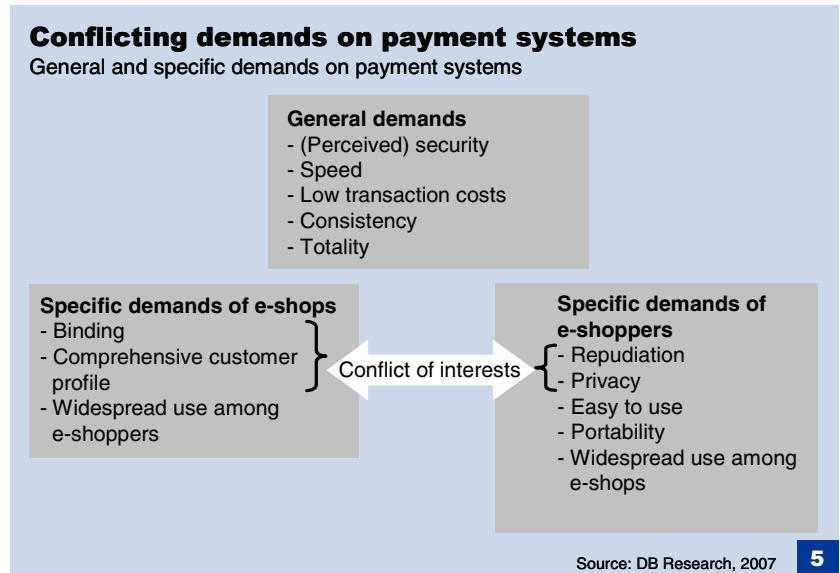 Conflicting demands on payment systems
General and specific demands on payment systems
General demands
- (Perceived) security
- Speed
- Low transaction costs
- Consistency
- Totality
Specific demands of e-shops
- Binding
- Comprehensive customer
profile
- Widespread use among
e-shoppers
Conflict of interests
Specific demands of
e-shoppers
- Repudiation
- Privacy
- Easy to use
- Portability
- Widespread use among
e-shops
Source: DB Research, 2007
5